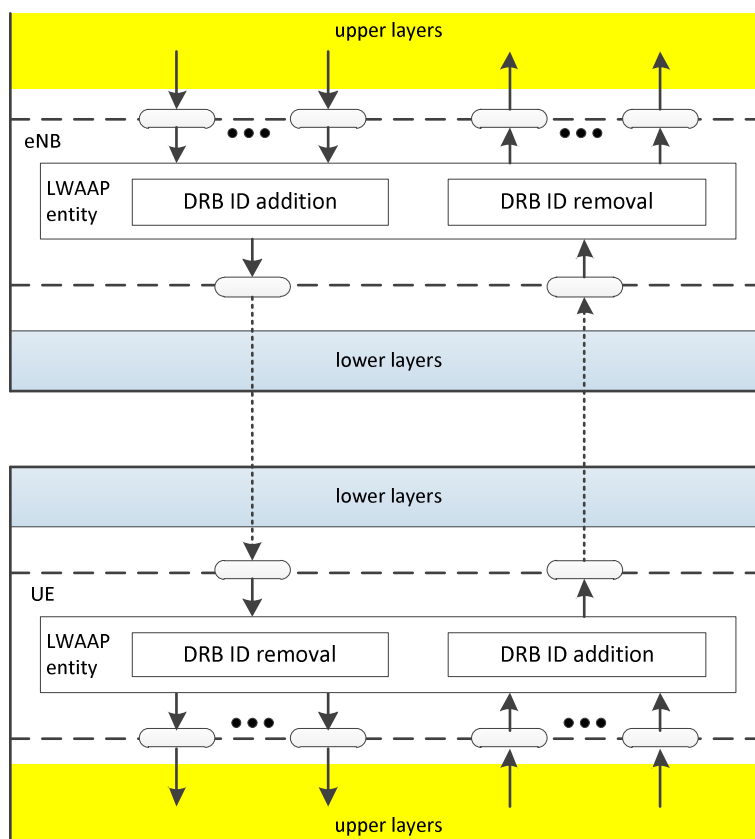 upper layers
eNB
LWAAP
entity
DRB ID addition
DRB ID removal
lower layers
lower layers
UE
LWAAP
entity
DRB ID removal
DRB ID addition
upper layers